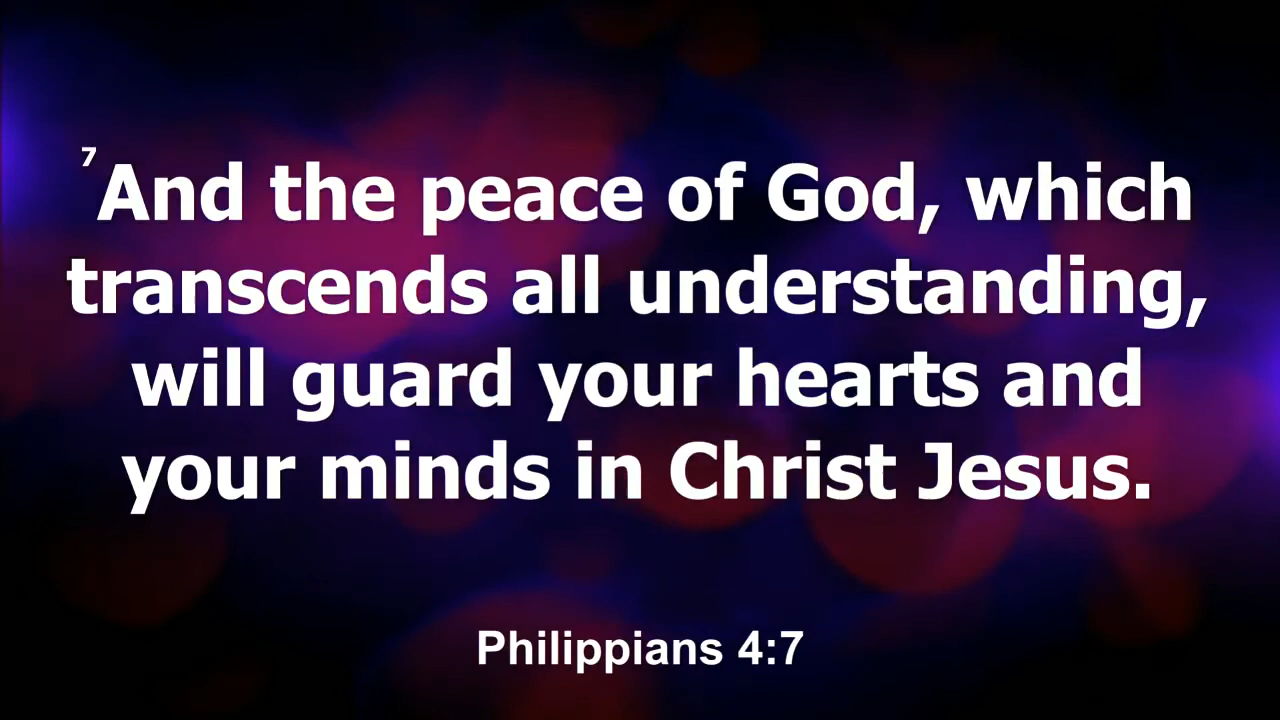 7And the peace of God, which
transcends all understanding,
will guard your hearts and
your minds in Christ Jesus.
Philippians 4:7